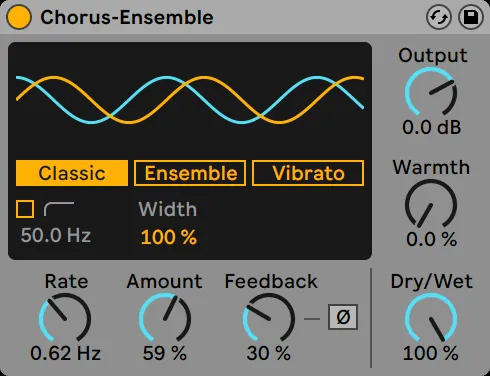 Chorus-Ensemble
Output
0.0 dB
Classic Ensemble Vibrato
Warmth
Width
50.0 Hz 100 %
0.0 %
Rate Amount Feedback Dry/Wet
Ø
0.62 Hz 59 % 30 % 100 %